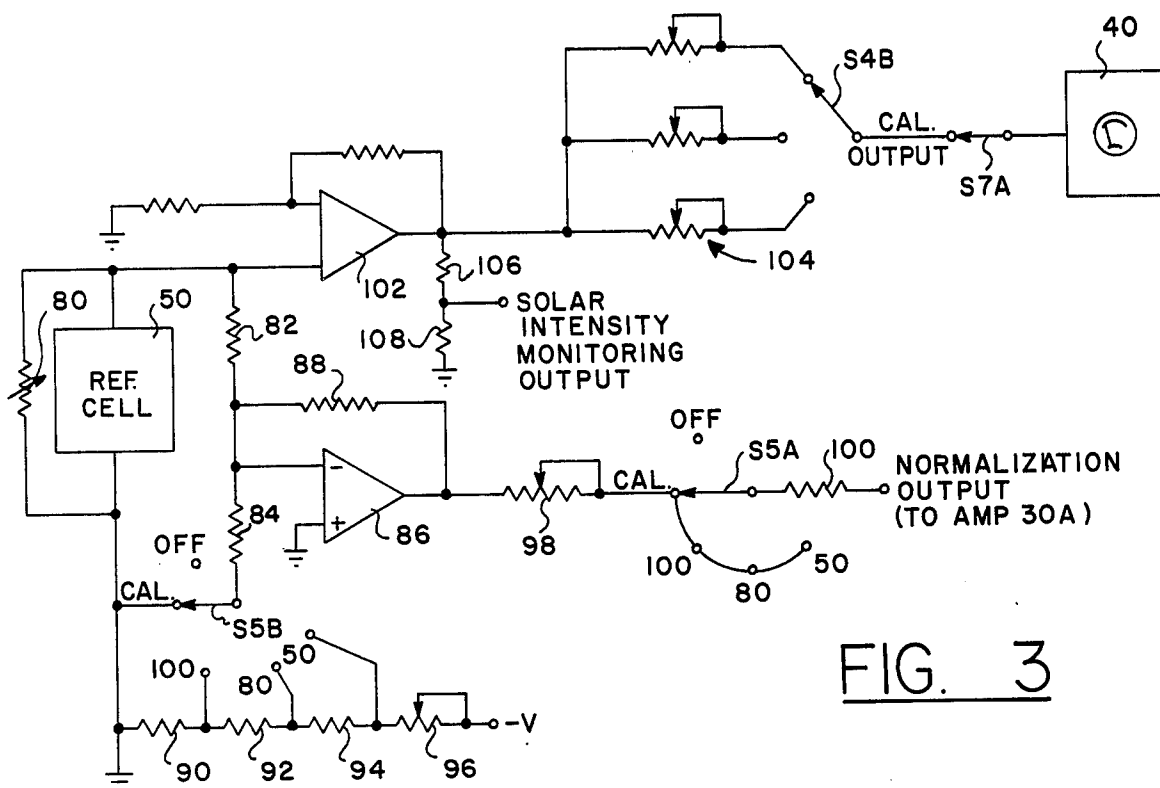 40
S4B
CAL.
OUTPUT
S7A
104
102
106
108
SOLAR
INTENSITY
MONITORING
OUTPUT
80
50
REF.
CELL
82
88
84
-
+
86
OFF
CAL.
S5B
98
CAL.
OFF
S5A
100
NORMALIZATION
OUTPUT
(TO AMP 30A)
100
80
50
100
80
50
90
92
94
96
-V
FIG. 3